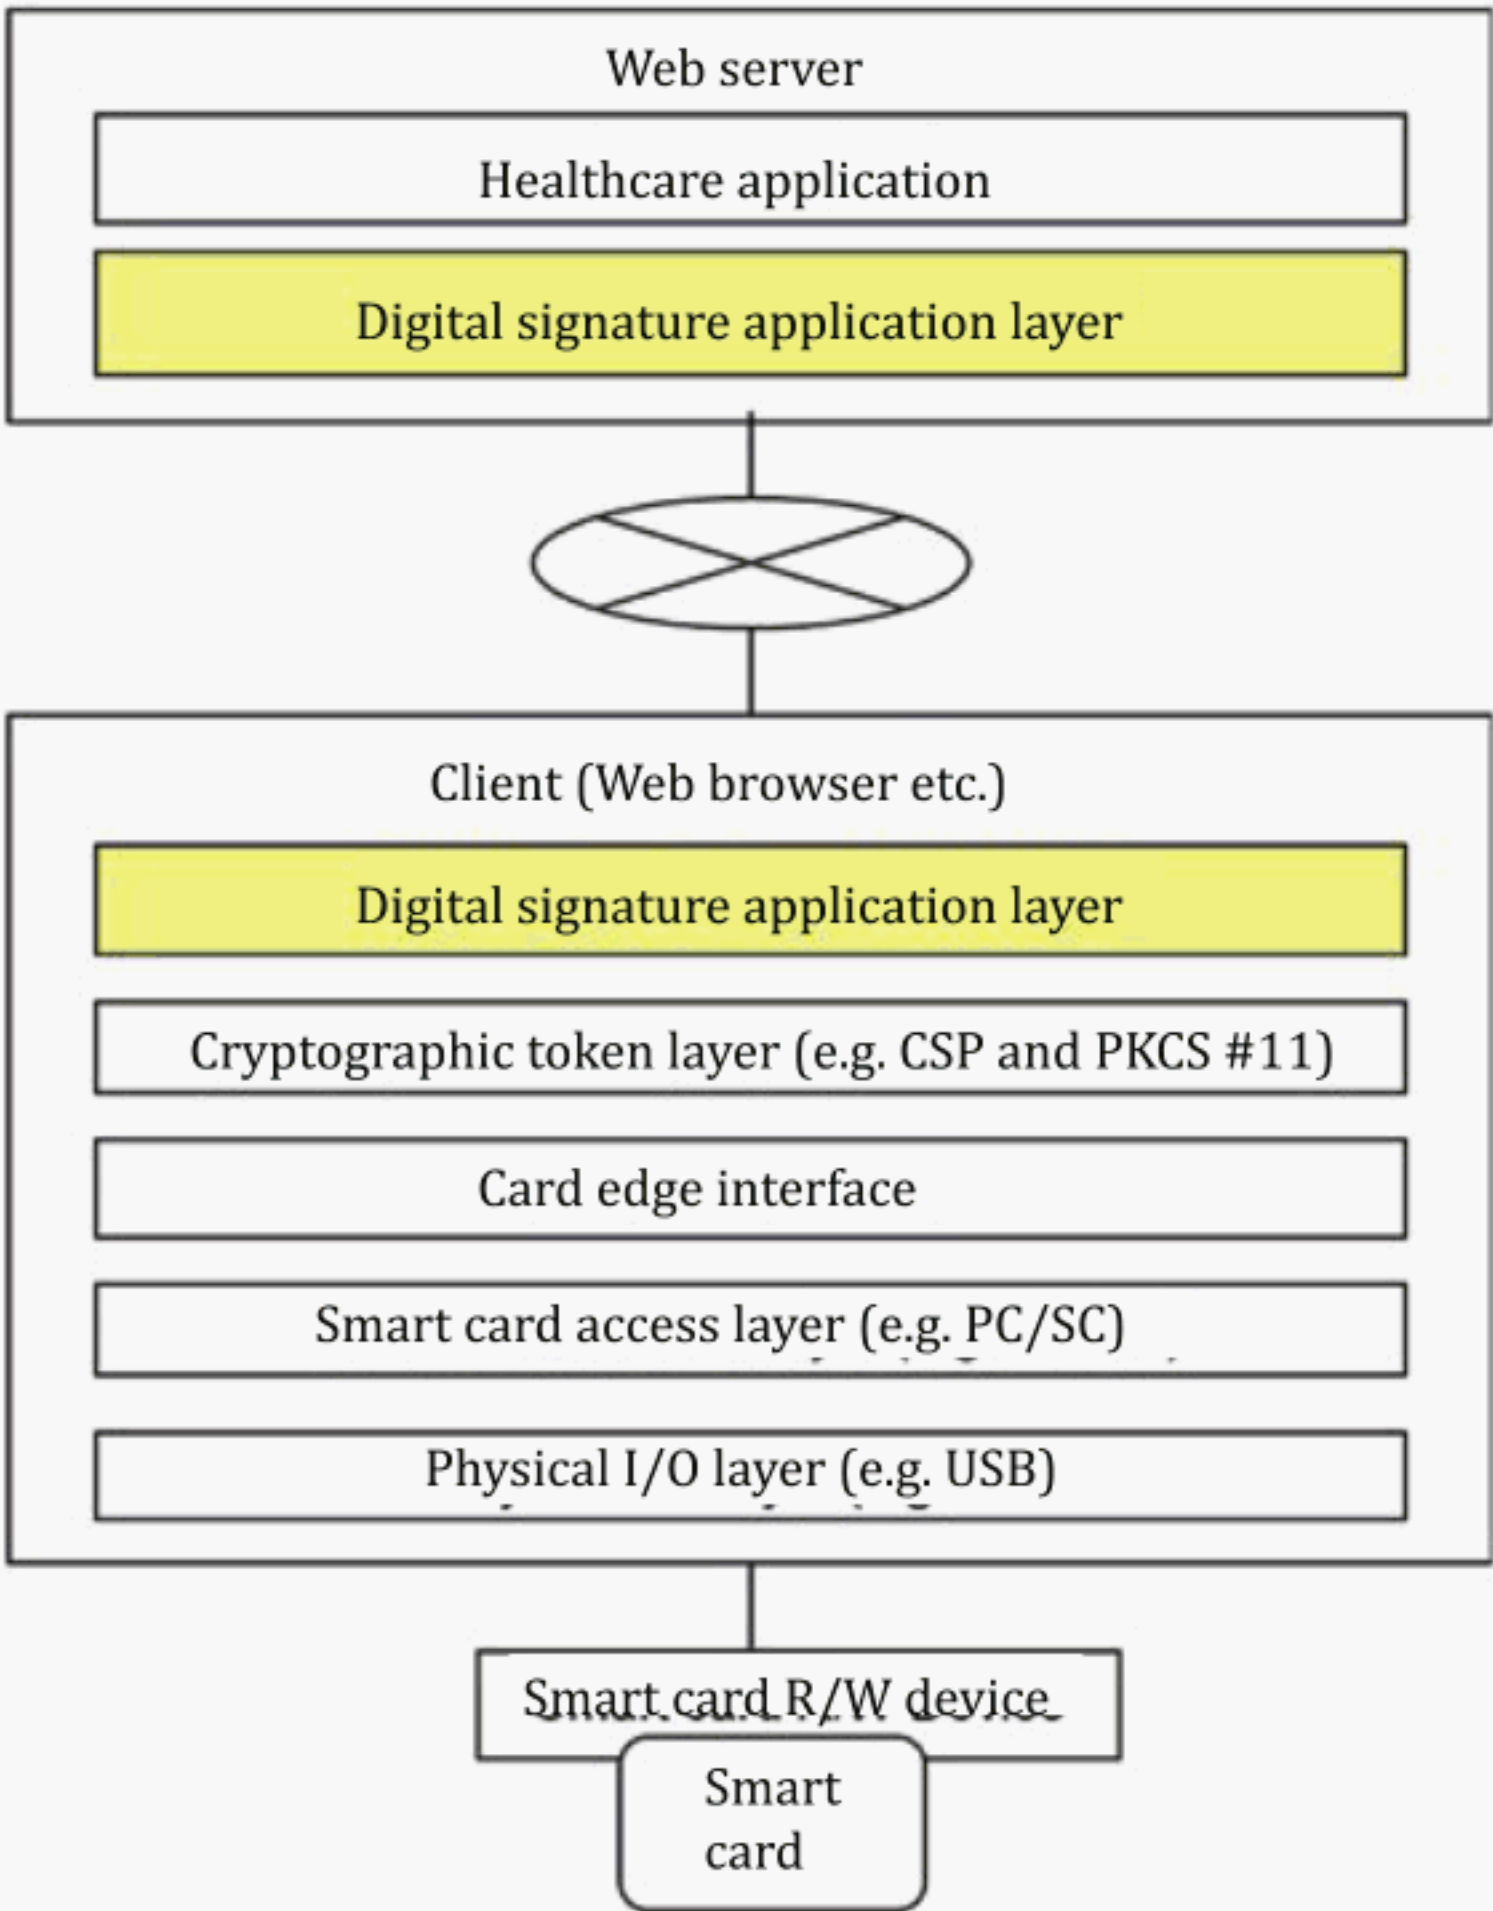 Web server
Healthcare application
Digital signature application layer
Client (Web browser etc.)
Digital signature application layer
Cryptographic token layer (e.g. CSP and PKCS #11)
Card edge interface
Smart card access layer (e.g. PC/SC)
Physical I/O layer (e.g. USB)
Smart card R/W device
Smart
card